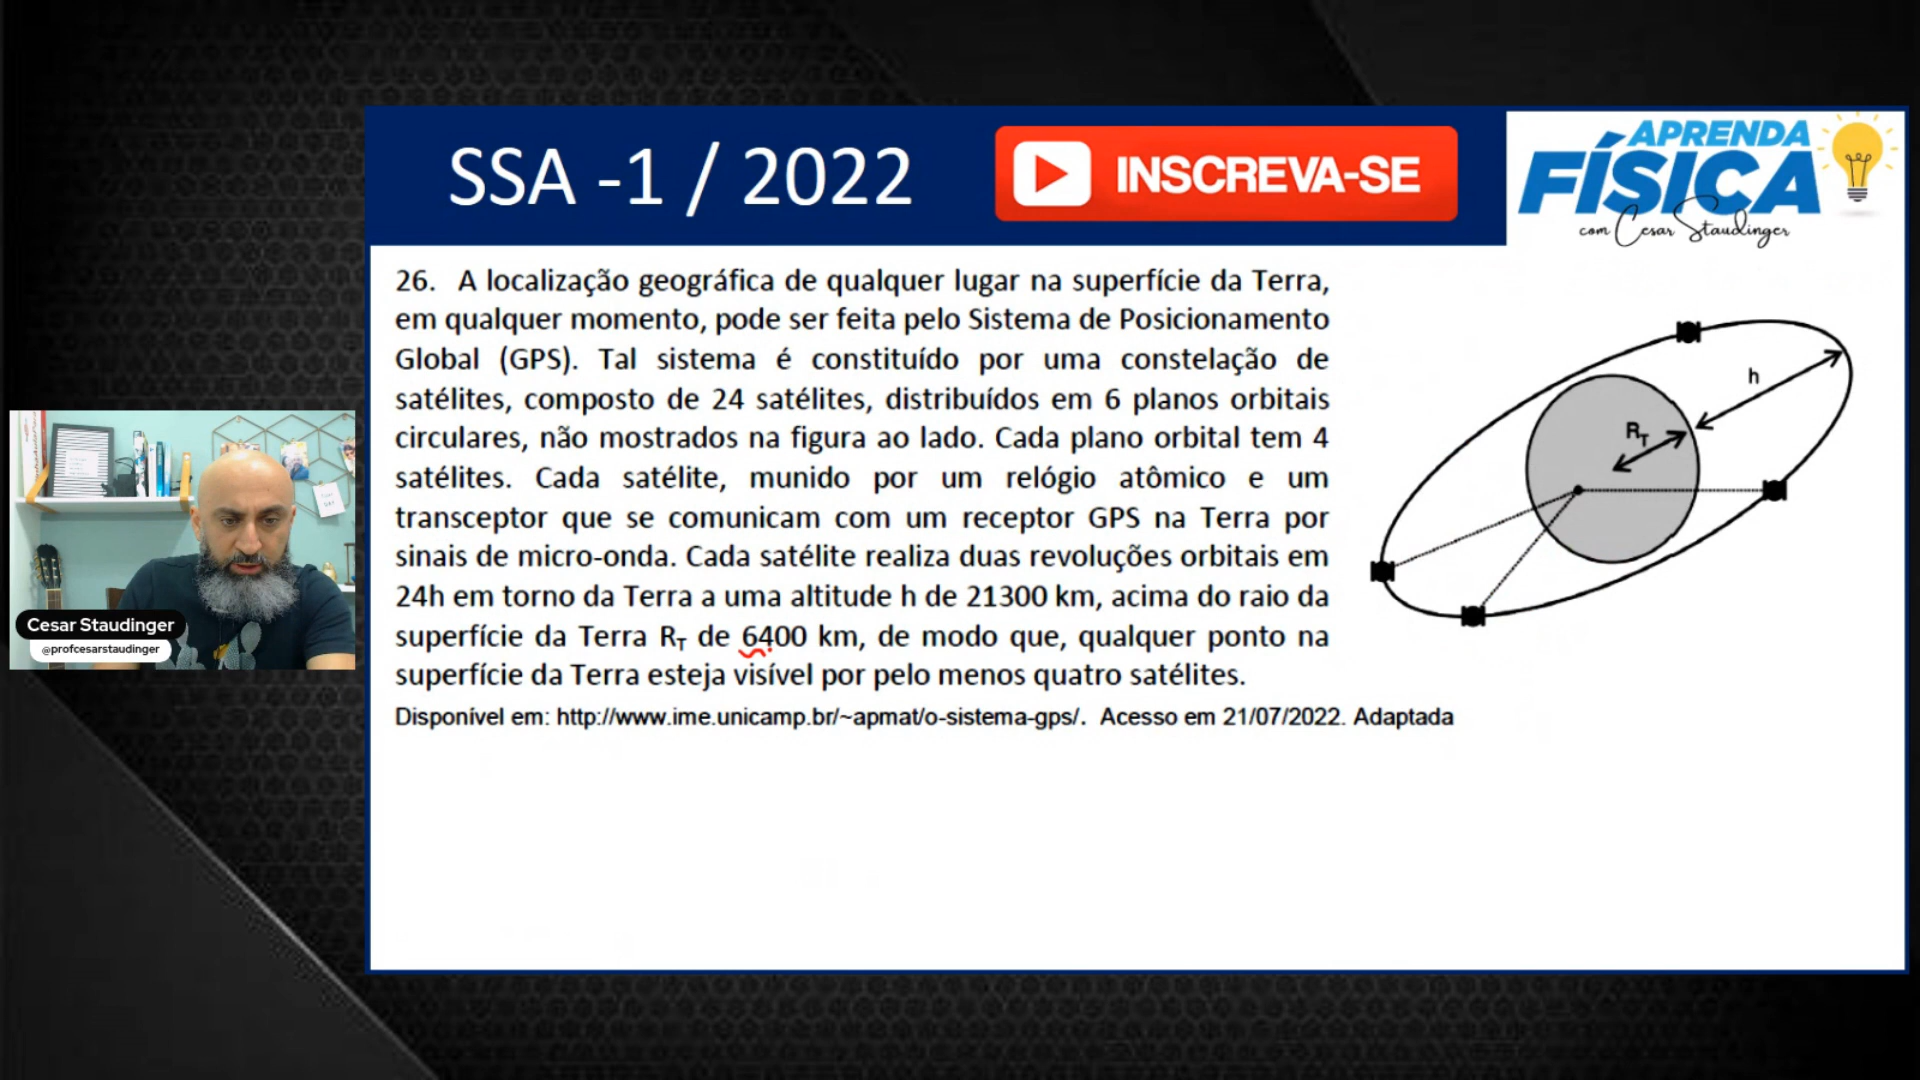 SSA -1 / 2022
INSCREVA-SE
APRENDA
FÍSICA
com Cesar Staudinger
26. A localização geográfica de qualquer lugar na superfície da Terra,
em qualquer momento, pode ser feita pelo Sistema de Posicionamento
Global (GPS). Tal sistema é constituído por uma constelação de
satélites, composto de 24 satélites, distribuídos em 6 planos orbitais
circulares, não mostrados na figura ao lado. Cada plano orbital tem 4
satélites. Cada satélite, munido por um relógio atômico e um
transceptor que se comunicam com um receptor GPS na Terra por
sinais de micro-onda. Cada satélite realiza duas revoluções orbitais em
24h em torno da Terra a uma altitude h de 21300 km, acima do raio da
superfície da Terra R_T de 6400 km, de modo que, qualquer ponto na
superfície da Terra esteja visível por pelo menos quatro satélites.
Disponível em: http://www.ime.unicamp.br/~apmat/o-sistema-gps/. Acesso em 21/07/2022. Adaptada
h
R_T
Cesar Staudinger
@profcesarstaudinger